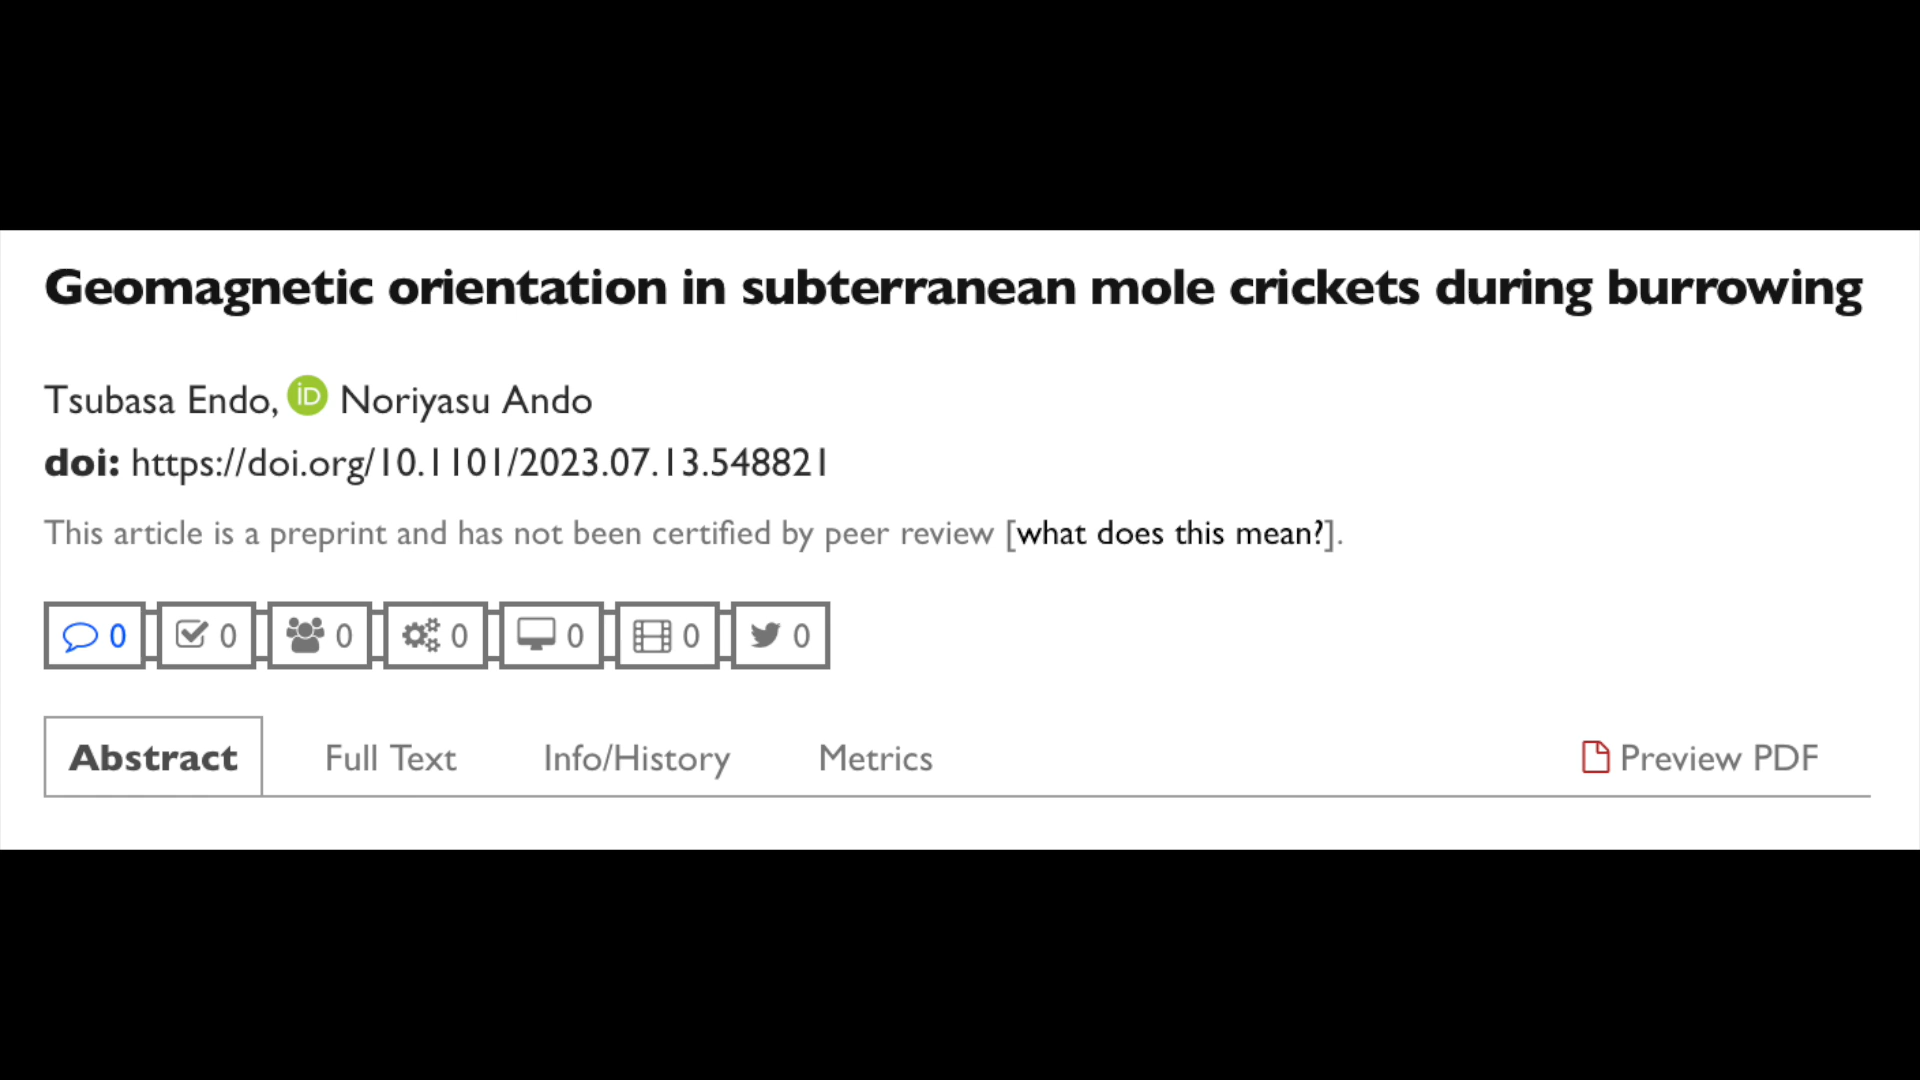 Geomagnetic orientation in subterranean mole crickets during burrowing
Tsubasa Endo, iD Noriyasu Ando
doi: https://doi.org/10.1101/2023.07.13.548821
This article is a preprint and has not been certified by peer review [what does this mean?].
0 0 0 0 0 0 0
Abstract Full Text Info/History Metrics Preview PDF